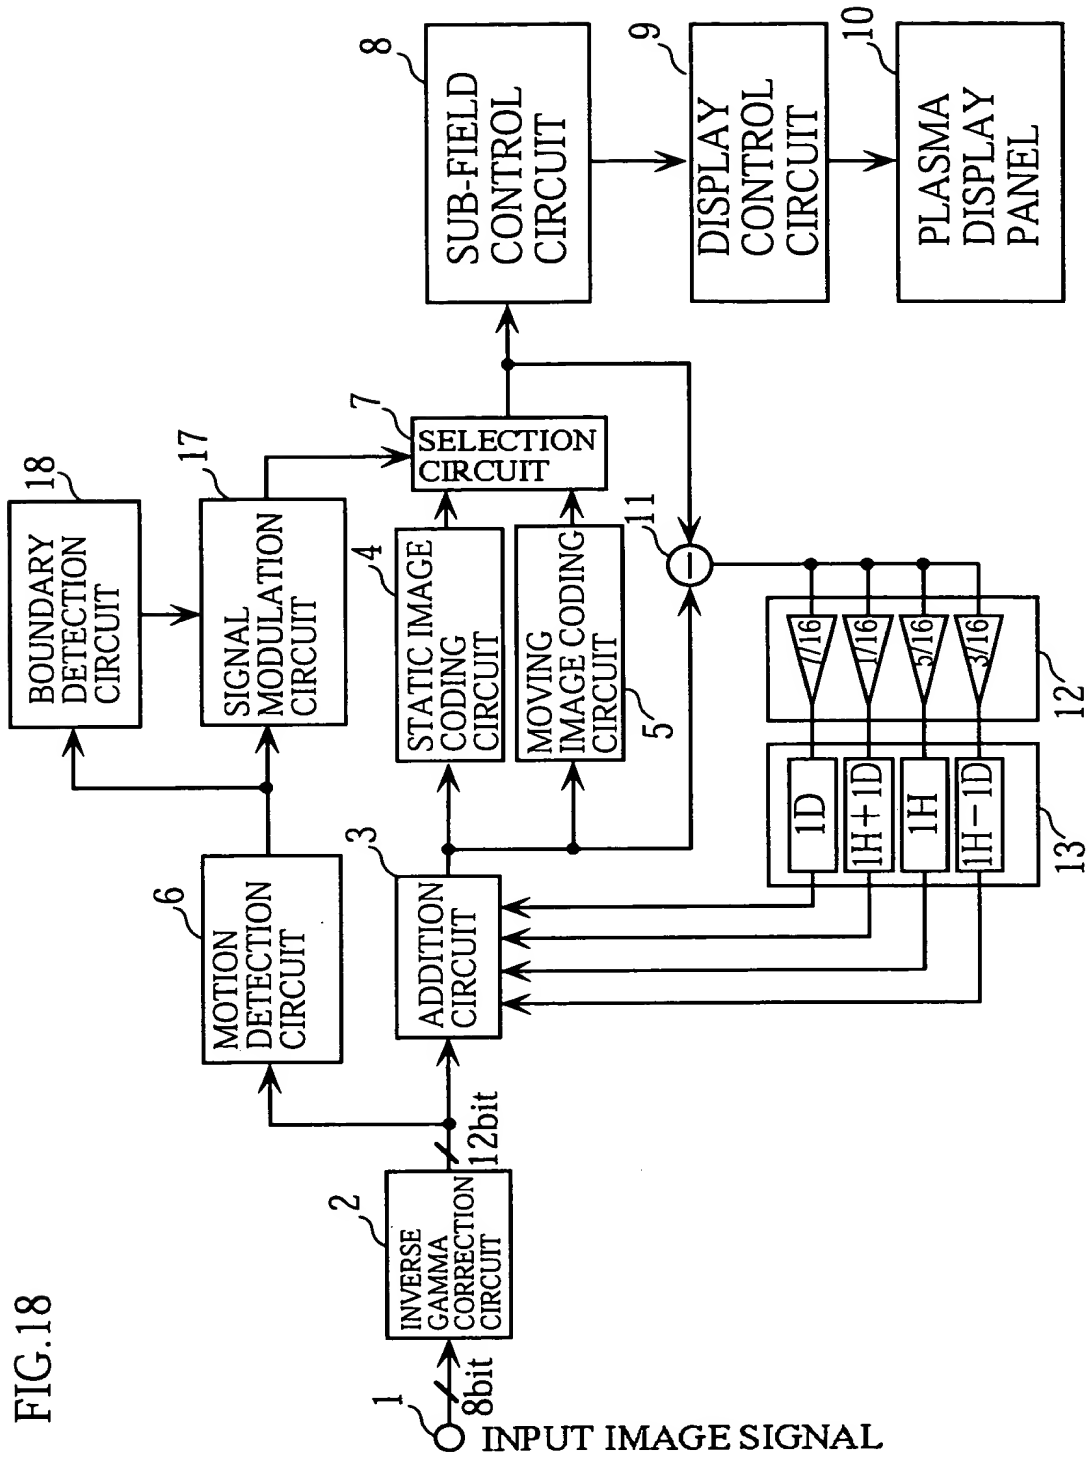 FIG.18
1
INPUT IMAGE SIGNAL
8bit
2
INVERSE
GAMMA
CORRECTION
CIRCUIT
12bit
6
MOTION
DETECTION
CIRCUIT
3
ADDITION
CIRCUIT
18
BOUNDARY
DETECTION
CIRCUIT
17
SIGNAL
MODULATION
CIRCUIT
4
STATIC IMAGE
CODING
CIRCUIT
MOVING
IMAGE CODING
CIRCUIT
5
7
SELECTION
CIRCUIT
11
1D
1H+1D
1H
1H-1D
13
7/16
1/16
5/16
3/16
12
8
SUB-FIELD
CONTROL
CIRCUIT
9
DISPLAY
CONTROL
CIRCUIT
10
PLASMA
DISPLAY
PANEL